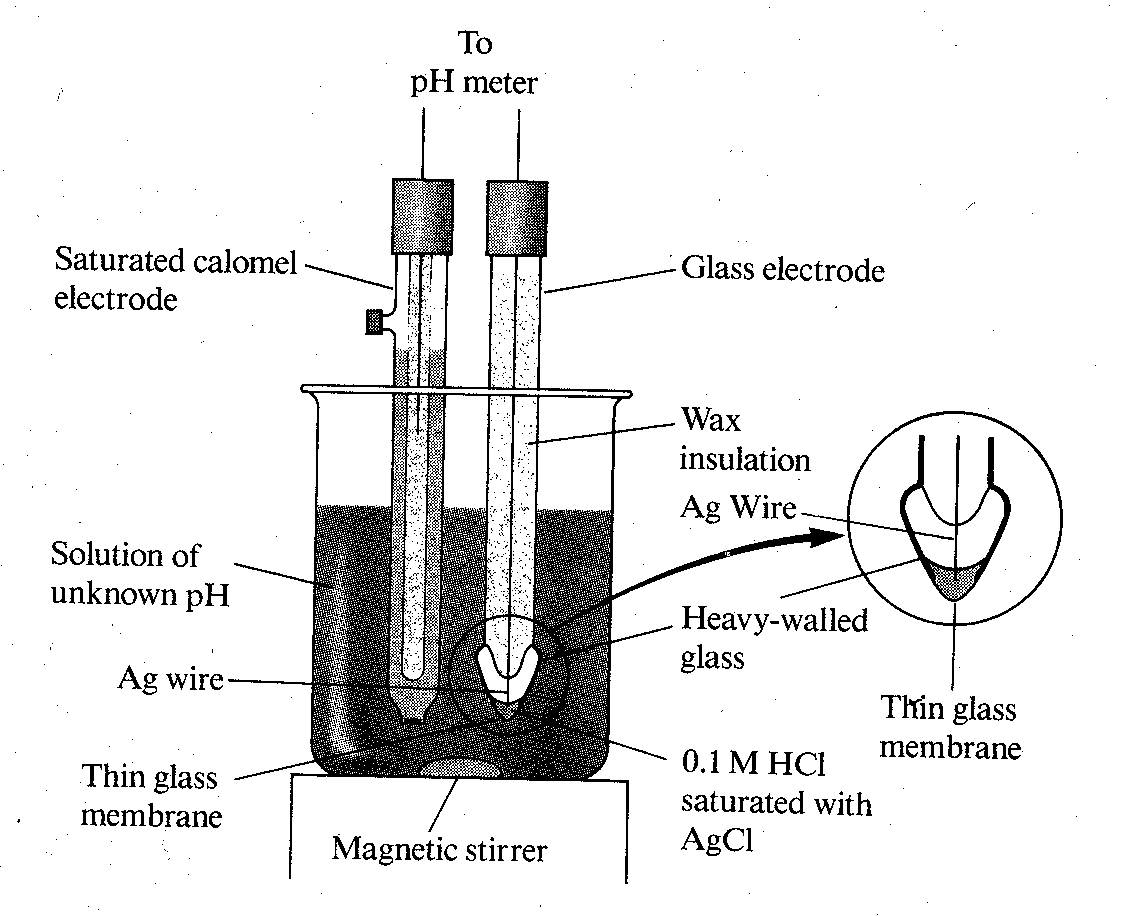 To
pH meter
Saturated calomel
electrode
Glass electrode
Wax
insulation
Ag Wire
Solution of
unknown pH
Heavy-walled
glass
Ag wire
Thin glass
membrane
Thin glass
membrane
0.1 M HCl
saturated with
AgCl
Magnetic stirrer